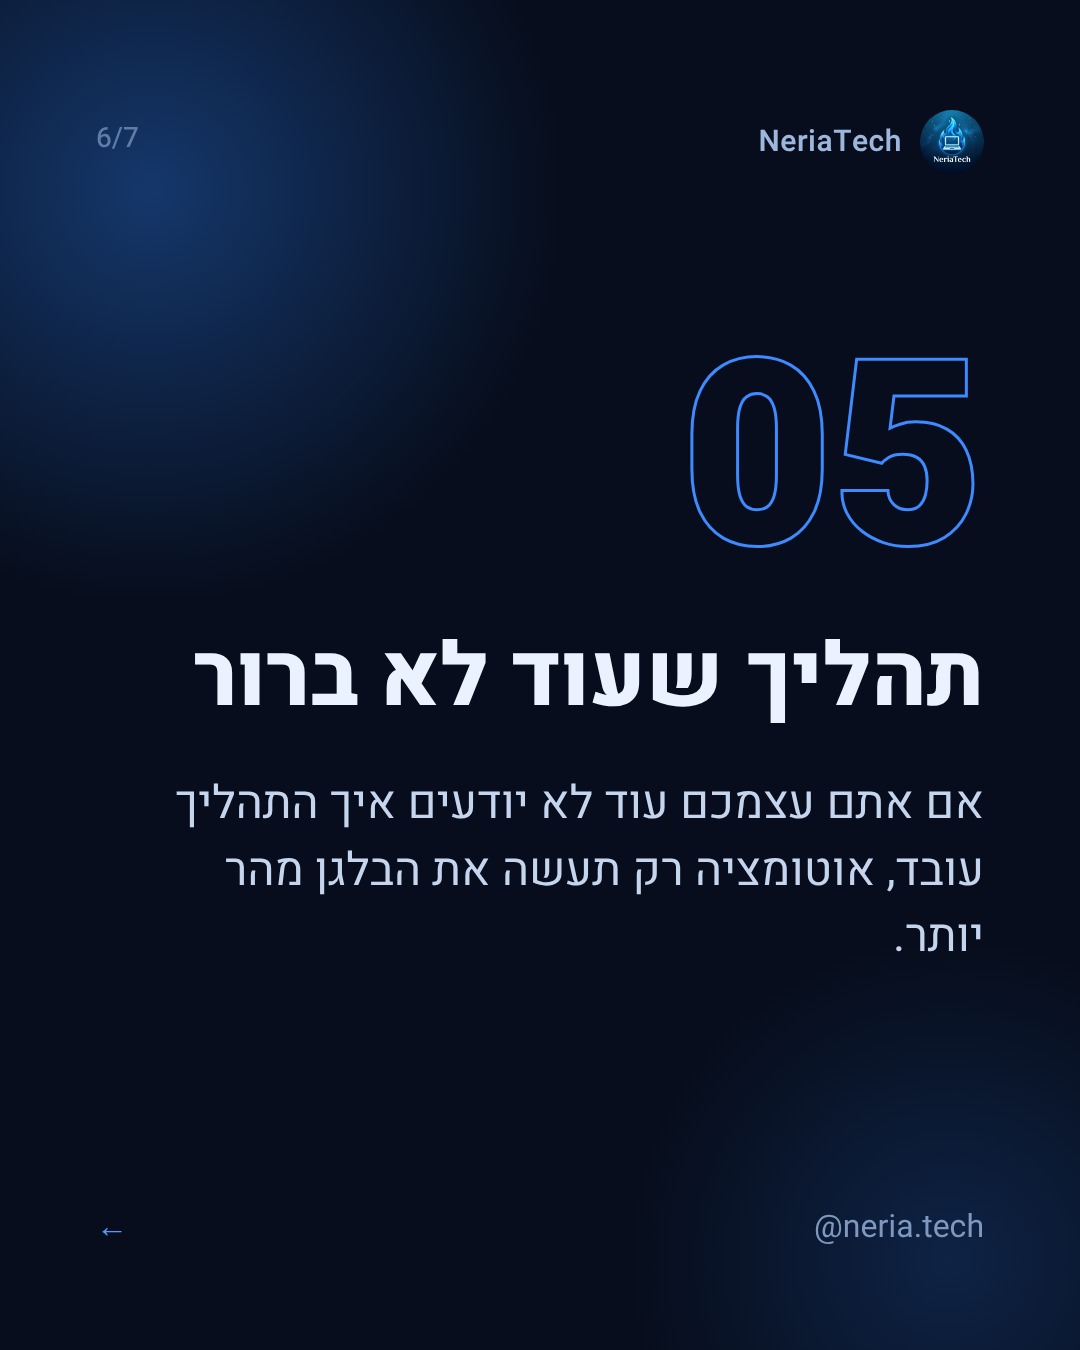 6/7
NeriaTech
NeriaTech
05
תהליך שעוד לא ברור
אם אתם עצמכם עוד לא יודעים איך התהליך
עובד, אוטומציה רק תעשה את הבלגן מהר
יותר.
←
@neria.tech